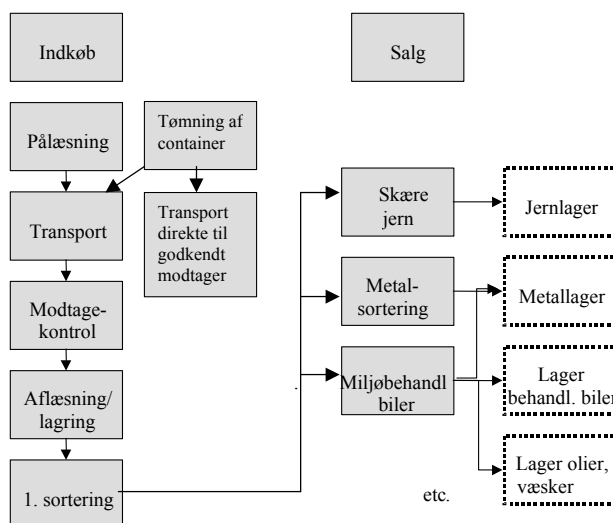 Indkøb
Salg
Pålæsning
Tømning af
container
Transport
Transport
direkte til
godkendt
modtager
Modtage-
kontrol
Aflæsning/
lagring
1. sortering
Skære
jern
Jernlager
Metal-
sortering
Metallager
Miljøbehandl
biler
Lager
behandl. biler
Lager olier,
væsker
etc.